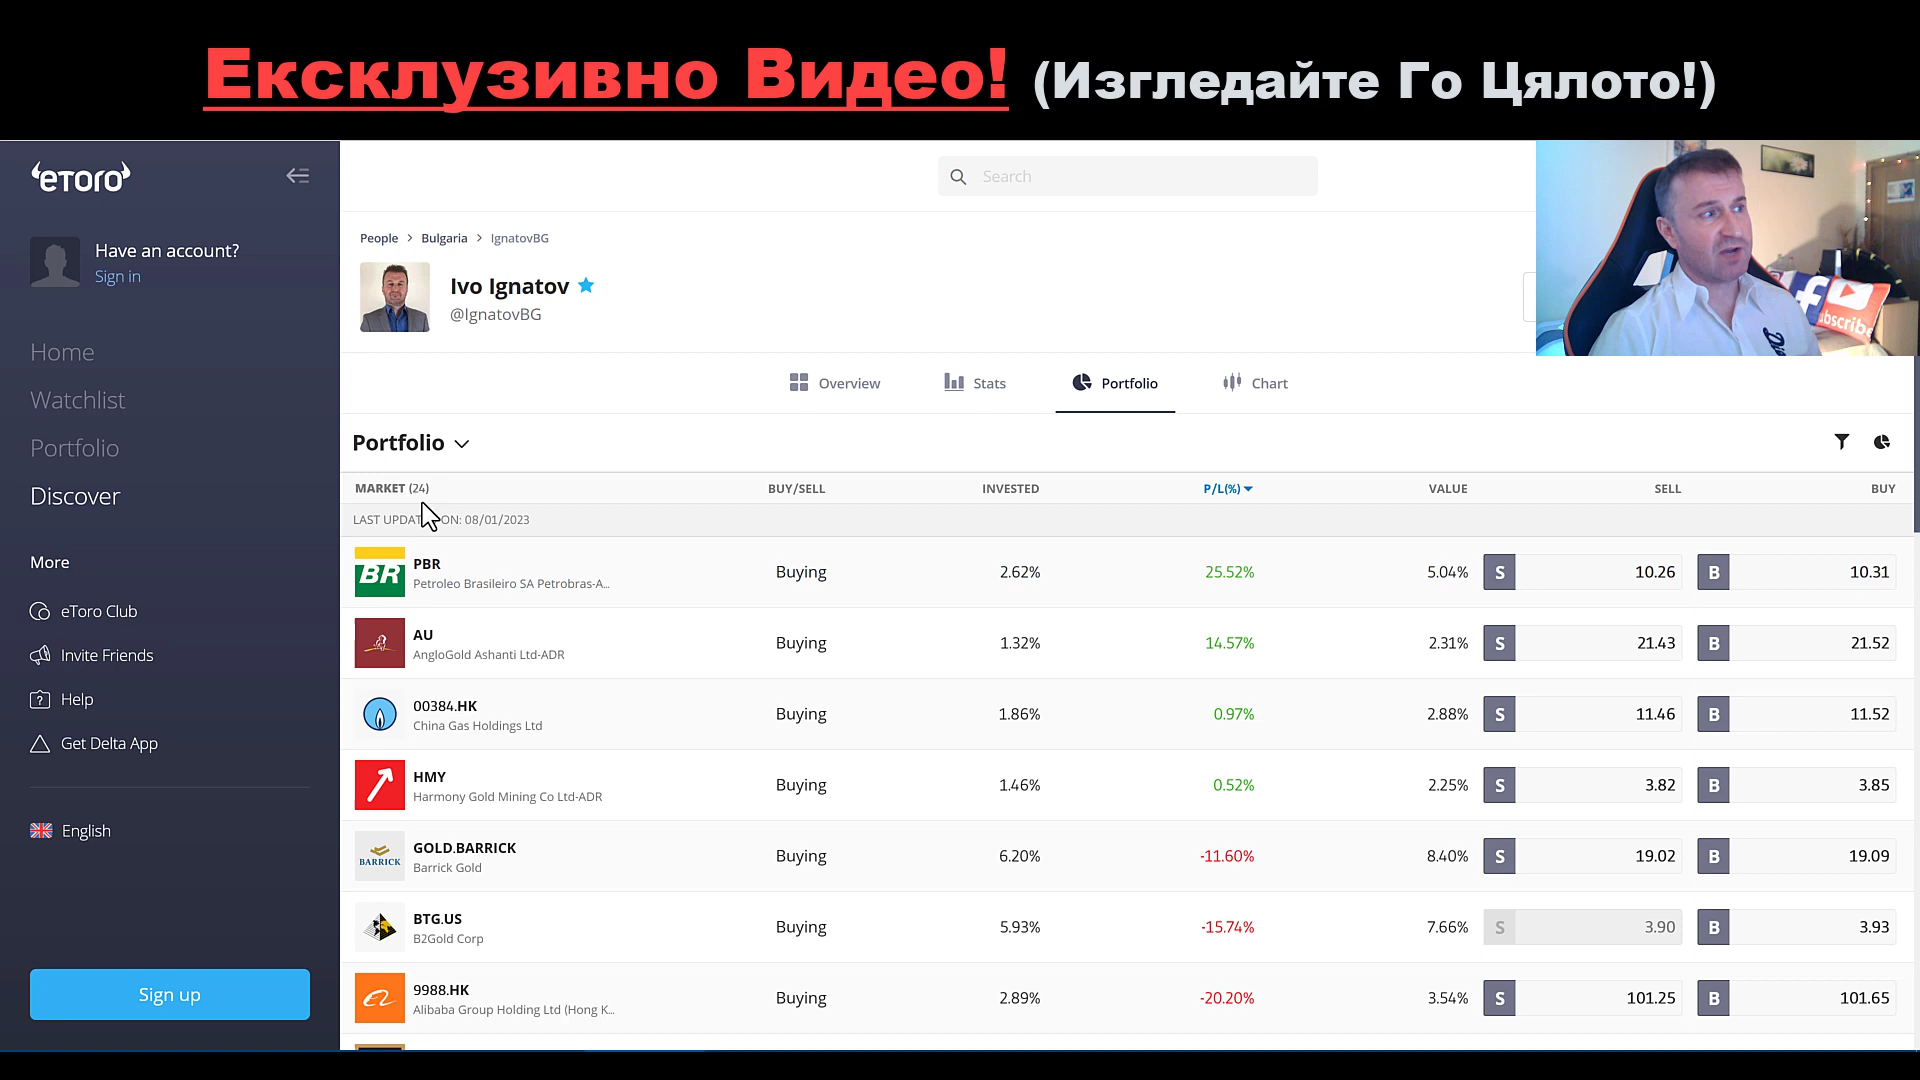 Ексклузивно Видео! (Изгледайте Го Цялото!)
eToro
Have an account?
Sign in
Home
Watchlist
Portfolio
Discover
More
eToro Club
Invite Friends
Help
Get Delta App
English
Sign up
Search
People > Bulgaria > IgnatovBG
Ivo Ignatov
@IgnatovBG
Overview Stats Portfolio Chart
Portfolio
MARKET (24) BUY/SELL INVESTED P/L(%) VALUE SELL BUY
LAST UPDAT ON: 08/01/2023
BR PBR
Petroleo Brasileiro SA Petrobras-A...
Buying 2.62% 25.52% 5.04% S 10.26 B 10.31
AU
AngloGold Ashanti Ltd-ADR
Buying 1.32% 14.57% 2.31% S 21.43 B 21.52
00384.HK
China Gas Holdings Ltd
Buying 1.86% 0.97% 2.88% S 11.46 B 11.52
HMY
Harmony Gold Mining Co Ltd-ADR
Buying 1.46% 0.52% 2.25% S 3.82 B 3.85
BARRICK GOLD.BARRICK
Barrick Gold
Buying 6.20% -11.60% 8.40% S 19.02 B 19.09
BTG.US
B2Gold Corp
Buying 5.93% -15.74% 7.66% S 3.90 B 3.93
9988.HK
Alibaba Group Holding Ltd (Hong K...
Buying 2.89% -20.20% 3.54% S 101.25 B 101.65
f
ubscribe